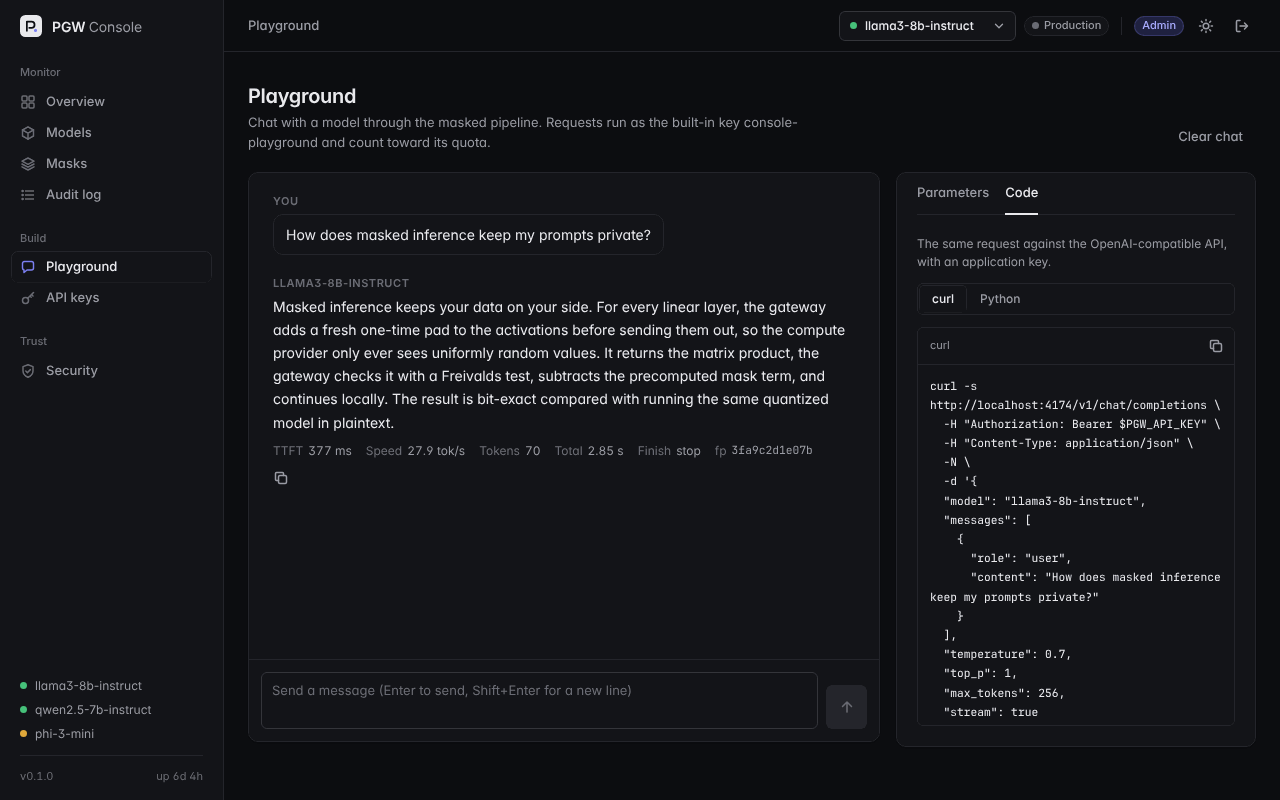 PGW Console
Monitor
Overview
Models
Masks
Audit log
Build
Playground
API keys
Trust
Security
llama3-8b-instruct
qwen2.5-7b-instruct
phi-3-mini
v0.1.0 up 6d 4h
Playground
llama3-8b-instruct
Production
Admin
Playground
Chat with a model through the masked pipeline. Requests run as the built-in key console-
playground and count toward its quota.
Clear chat
YOU
How does masked inference keep my prompts private?
LLAMA3-8B-INSTRUCT
Masked inference keeps your data on your side. For every linear layer, the gateway
adds a fresh one-time pad to the activations before sending them out, so the compute
provider only ever sees uniformly random values. It returns the matrix product, the
gateway checks it with a Freivalds test, subtracts the precomputed mask term, and
continues locally. The result is bit-exact compared with running the same quantized
model in plaintext.
TTFT 377 ms Speed 27.9 tok/s Tokens 70 Total 2.85 s Finish stop fp 3fa9c2d1e07b
Send a message (Enter to send, Shift+Enter for a new line)
Parameters Code
The same request against the OpenAI-compatible API,
with an application key.
curl Python
curl
curl -s
http://localhost:4174/v1/chat/completions \
-H "Authorization: Bearer $PGW_API_KEY" \
-H "Content-Type: application/json" \
-N \
-d '{
"model": "llama3-8b-instruct",
"messages": [
{
"role": "user",
"content": "How does masked inference
keep my prompts private?"
}
],
"temperature": 0.7,
"top_p": 1,
"max_tokens": 256,
"stream": true